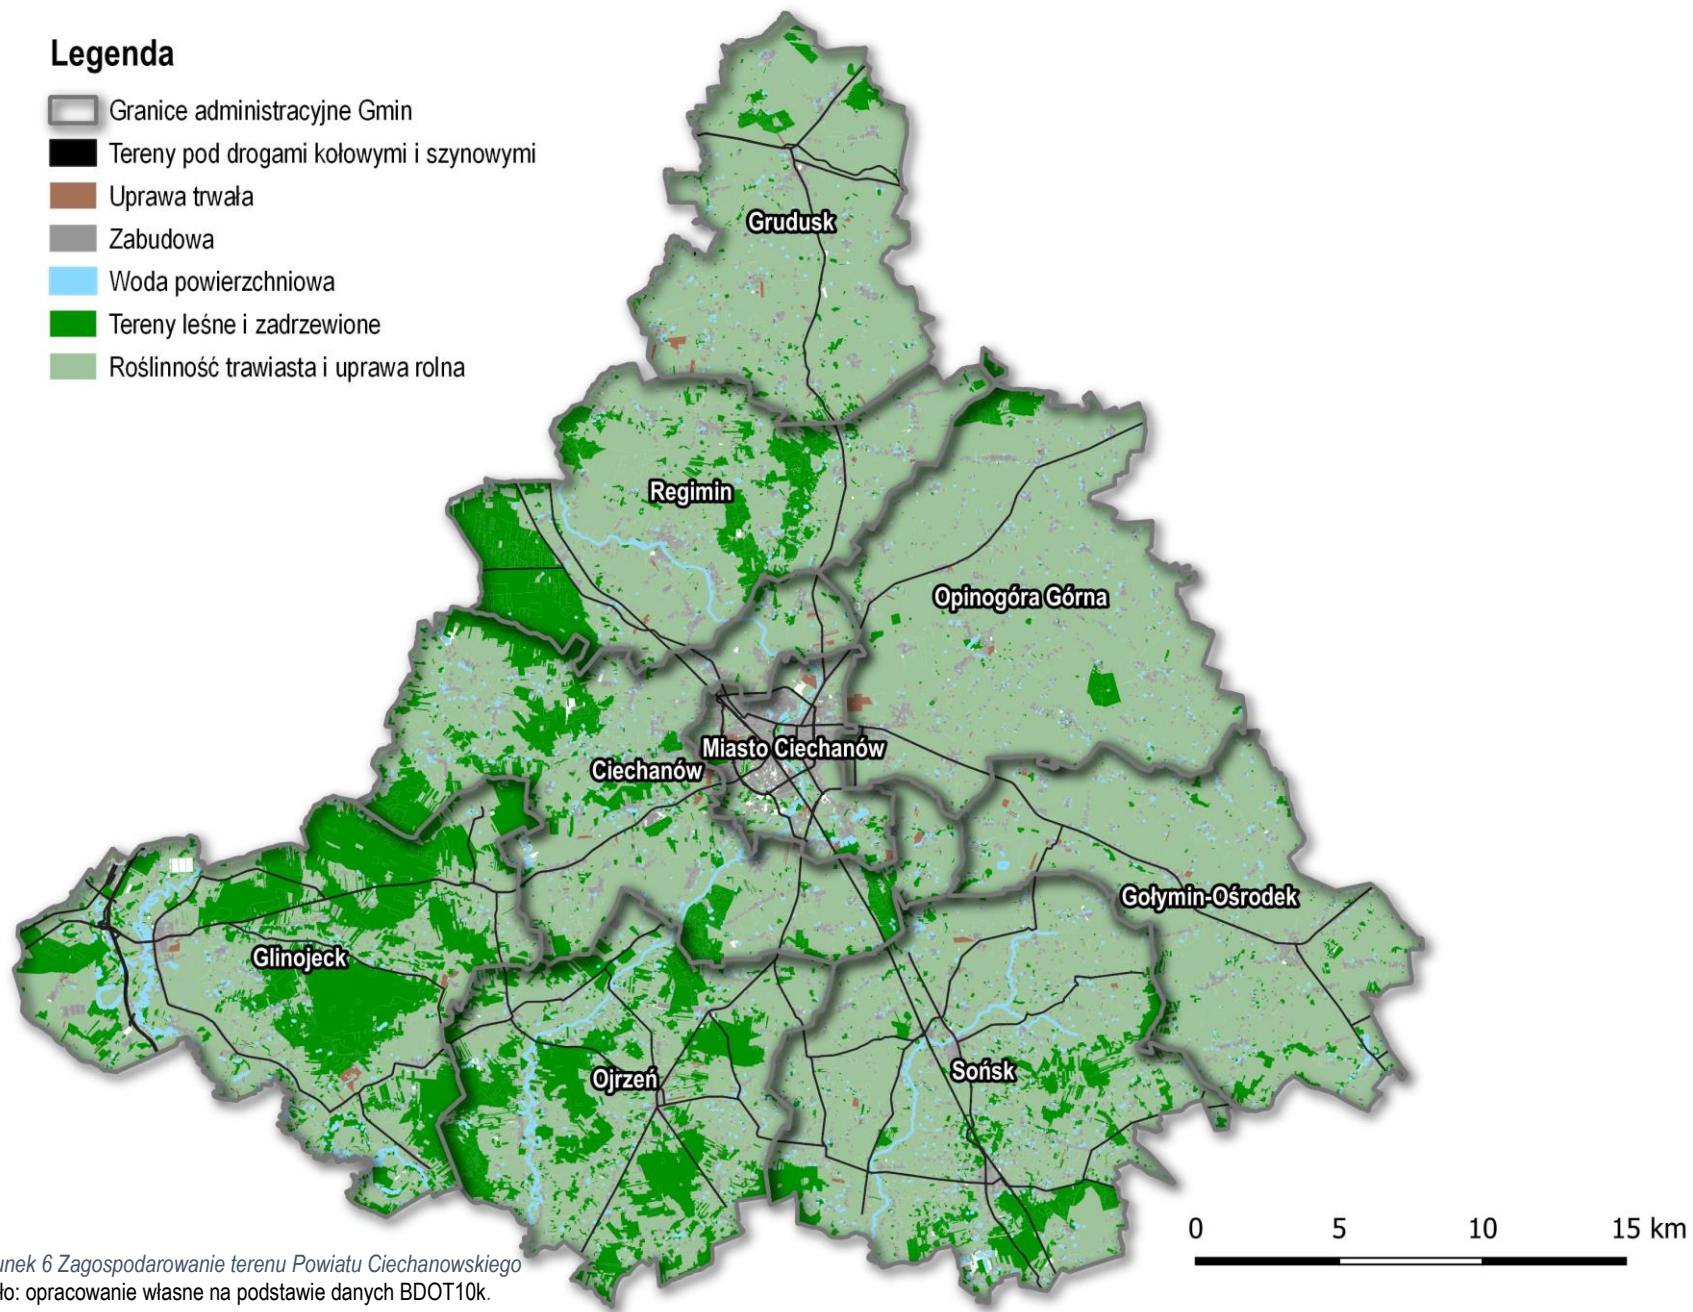 Legenda
Granice administracyjne Gmin
Tereny pod drogami kołowymi i szynowymi
Uprawa trwała
Zabudowa
Woda powierzchniowa
Tereny leśne i zadrzewione
Roślinność trawiasta i uprawa rolna
Grudusk
Regimin
Opinogóra Górna
Miasto Ciechanów
Ciechanów
Gołymin-Ośrodek
Glinojeck
Ojrzeń
Sońsk
0 5 10 15 km
unek 6 Zagospodarowanie terenu Powiatu Ciechanowskiego
ło: opracowanie własne na podstawie danych BDOT10k.